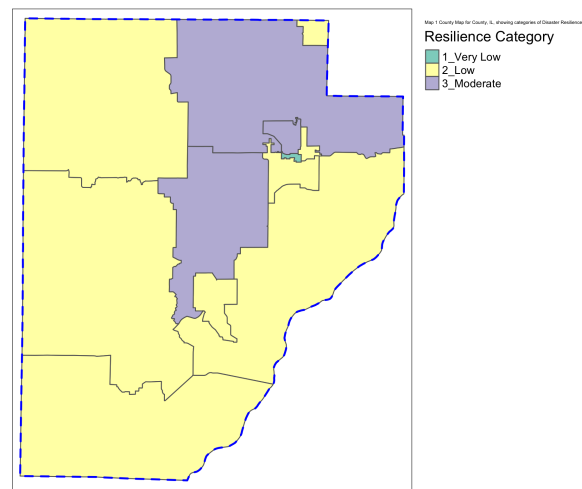 Map 1 County Map for County, IL, showing categories of Disaster Resilience
Resilience Category
1_Very Low
2_Low
3_Moderate